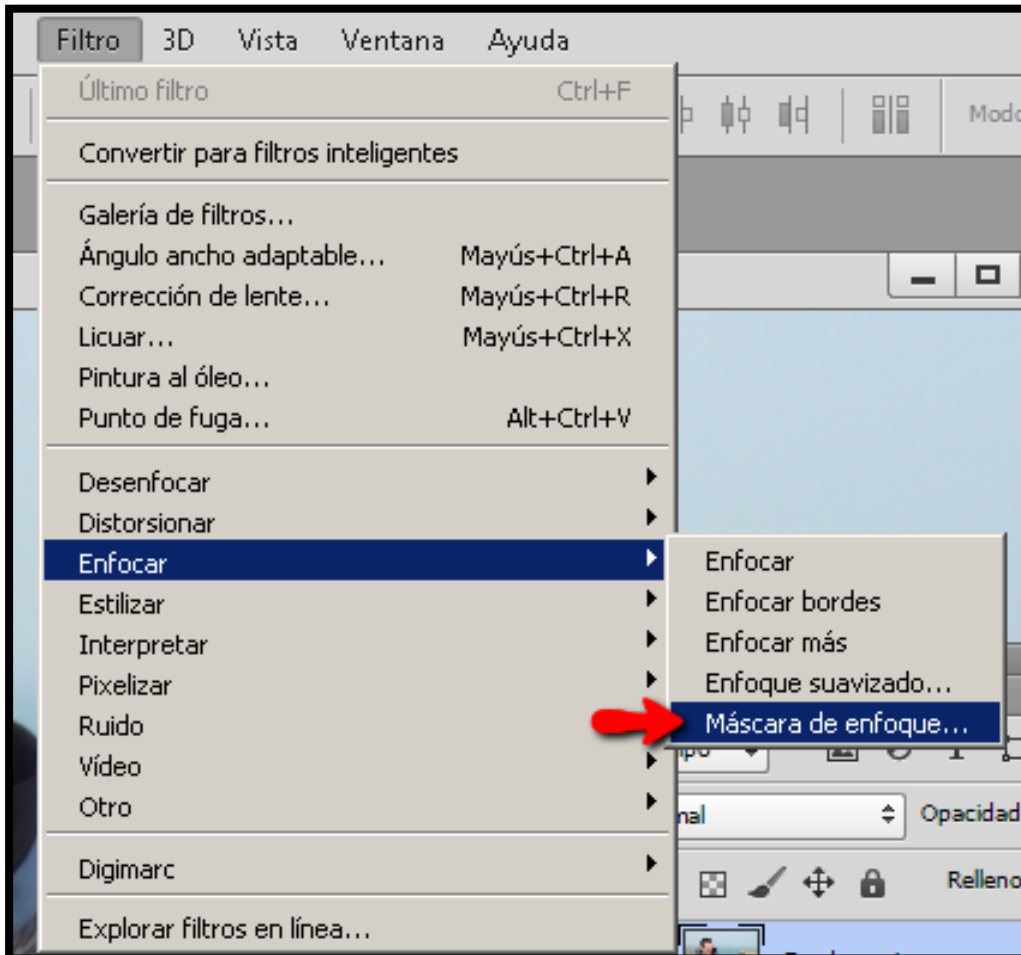 Filtro 3D Vista Ventana Ayuda
Último filtro Ctrl+F
Convertir para filtros inteligentes
Galería de filtros...
Ángulo ancho adaptable... Mayús+Ctrl+A
Corrección de lente... Mayús+Ctrl+R
Licuar... Mayús+Ctrl+X
Pintura al óleo...
Punto de fuga... Alt+Ctrl+V
Desenfocar
Distorsionar
Enfocar
Estilizar
Interpretar
Pixelizar
Ruido
Vídeo
Otro
Digimarc
Explorar filtros en línea...
Enfocar
Enfocar bordes
Enfocar más
Enfoque suavizado...
Máscara de enfoque...
Opacidad
Relleno